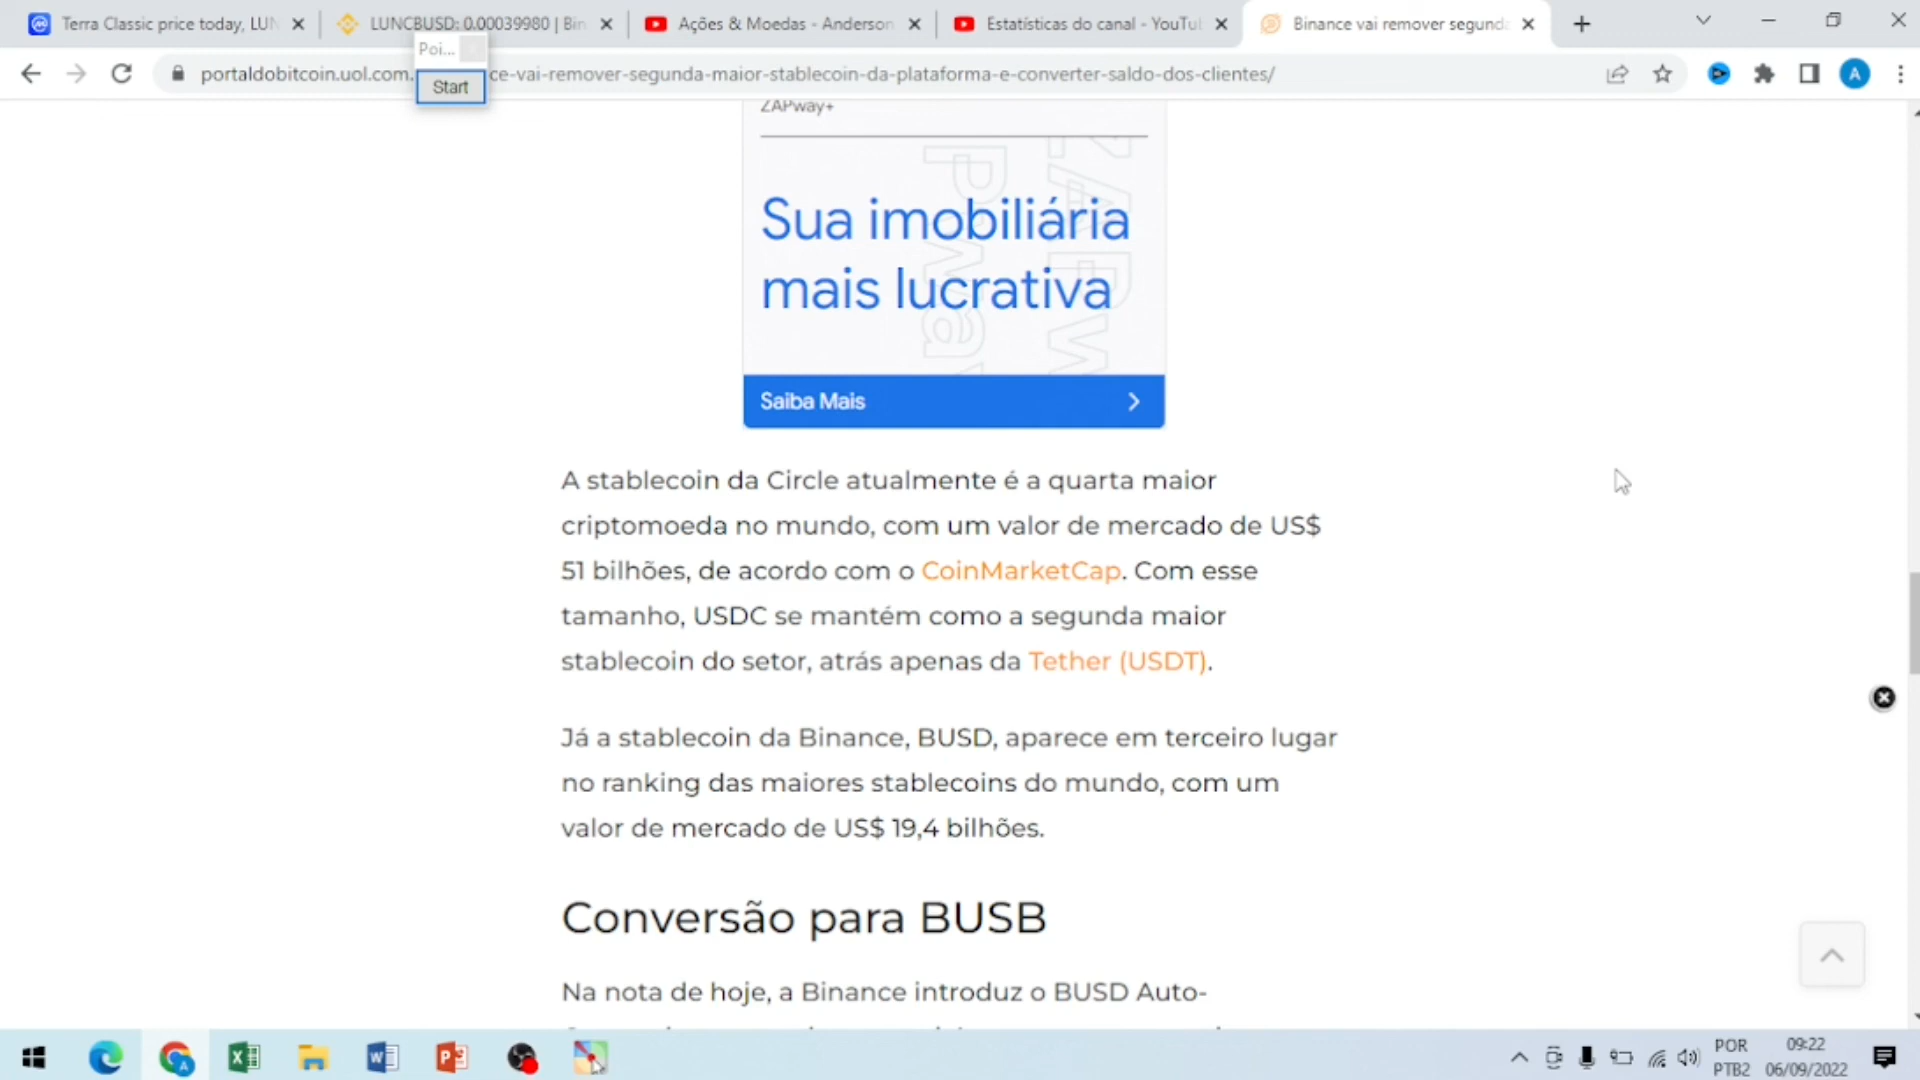 Terra Classic price today, LUN
LUNCBUSD: 0.00039980 | Bin
Ações & Moedas - Anderson
Estatísticas do canal - YouTu
Binance vai remover segunda
Poi...
Start
portaldobitcoin.uol.com.
ce-vai-remover-segunda-maior-stablecoin-da-plataforma-e-converter-saldo-dos-clientes/
A
ZAPway+
Sua imobiliária
mais lucrativa
Saiba Mais
A stablecoin da Circle atualmente é a quarta maior
criptomoeda no mundo, com um valor de mercado de US$
51 bilhões, de acordo com o CoinMarketCap. Com esse
tamanho, USDC se mantém como a segunda maior
stablecoin do setor, atrás apenas da Tether (USDT).
Já a stablecoin da Binance, BUSD, aparece em terceiro lugar
no ranking das maiores stablecoins do mundo, com um
valor de mercado de US$ 19,4 bilhões.
Conversão para BUSB
Na nota de hoje, a Binance introduz o BUSD Auto-
POR
PTB2
09:22
06/09/2022